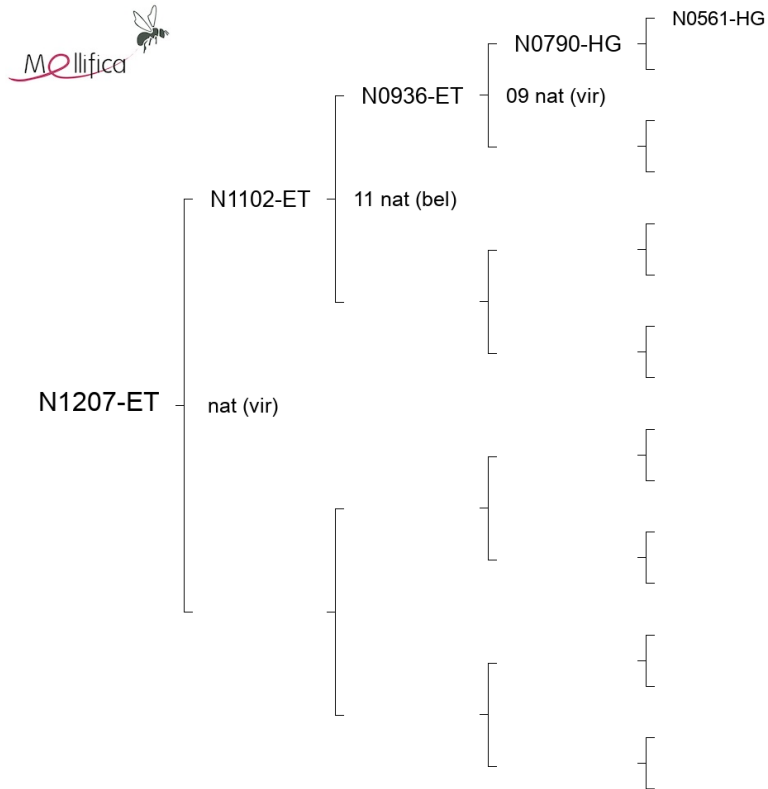 Mellifica
N0561-HG
N0790-HG
N0936-ET
09 nat (vir)
N1102-ET
11 nat (bel)
N1207-ET
nat (vir)